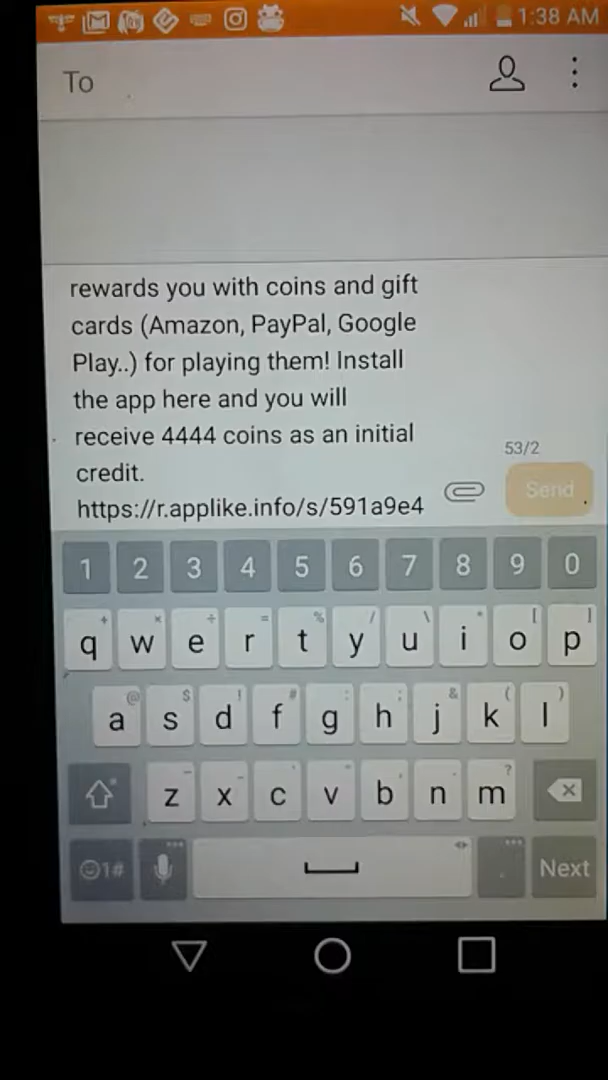 1:38 AM
To
rewards you with coins and gift
cards (Amazon, PayPal, Google
Play..) for playing them! Install
the app here and you will
receive 4444 coins as an initial
credit.
https://r.applike.info/s/591a9e4
53/2
Send
1 2 3 4 5 6 7 8 9 0
q w e r t y u i o p
a s d f g h j k l
z x c v b n m
1# . Next